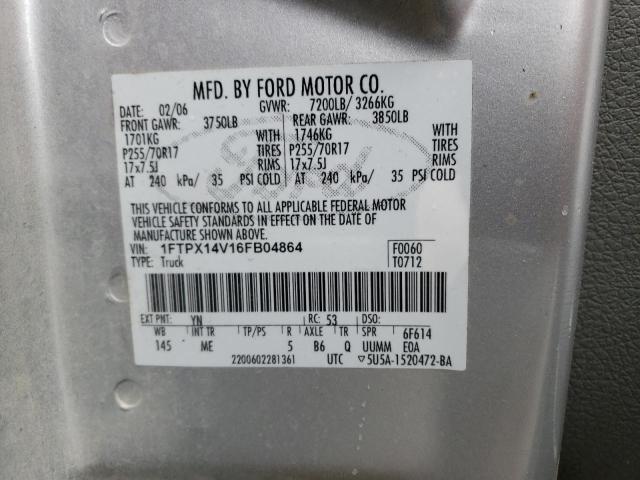 MFD. BY FORD MOTOR CO.
DATE: 02/06 GVWR: 7200LB/ 3266KG
FRONT GAWR: 3750LB REAR GAWR: 3850LB
1701KG WITH 1746KG WITH
P255/70R17 TIRES P255/70R17 TIRES
17x7.5J RIMS 17x7.5J RIMS
AT 240 kPa/ 35 PSI COLD AT 240 kPa/ 35 PSI COLD
Ford
THIS VEHICLE CONFORMS TO ALL APPLICABLE FEDERAL MOTOR
VEHICLE SAFETY STANDARDS IN EFFECT ON THE DATE OF
MANUFACTURE SHOWN ABOVE.
VIN: 1FTPX14V16FB04864 F0060
TYPE: Truck T0712
EXT PNT: YN RC: 53 DSO:
WB INT TR TP/PS R AXLE TR SPR 6F614
145 ME 5 B6 Q UUMM E0A
2200602281361 UTC ▽5U5A-1520472-BA